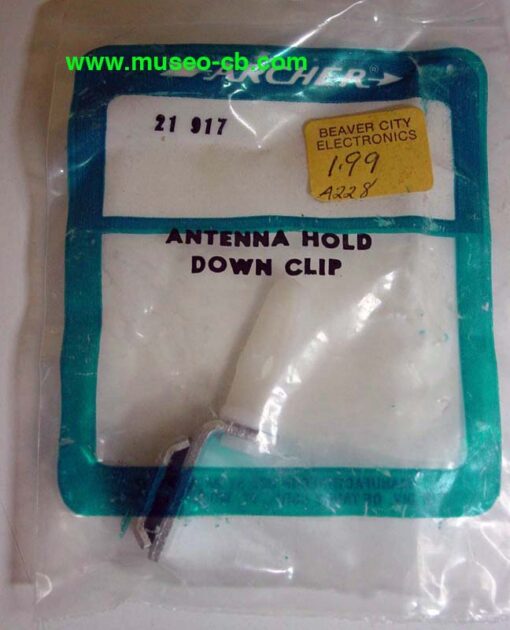 www.museo-cb.com
ARCHER®
21 917
BEAVER CITY
ELECTRONICS
1.99
A228
ANTENNA HOLD
DOWN CLIP